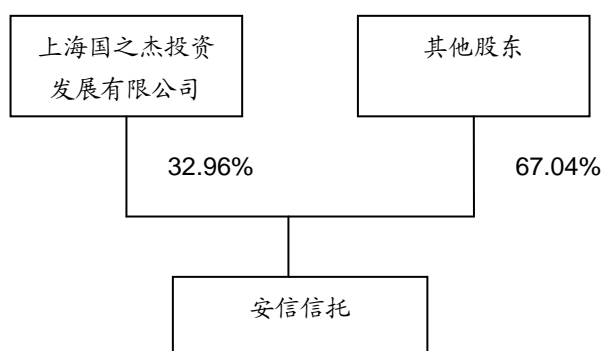 上海国之杰投资
发展有限公司
其他股东
32.96%
67.04%
安信信托